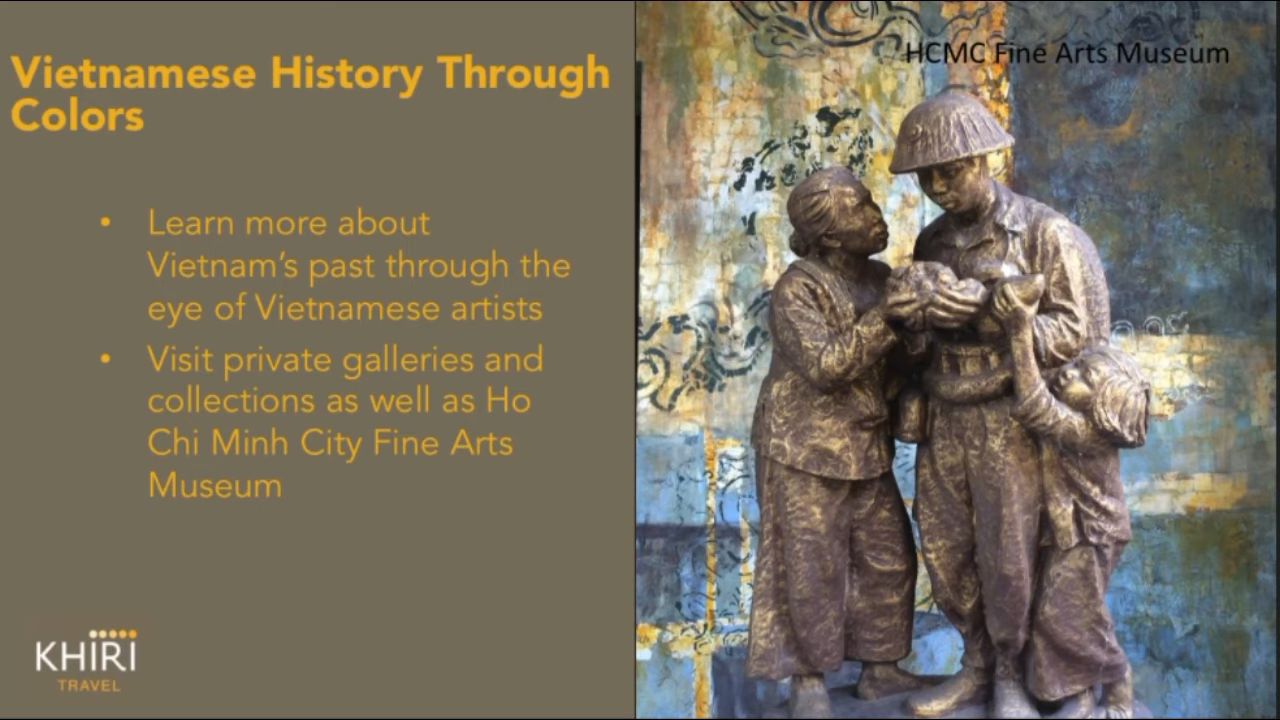 Vietnamese History Through
Colors
• Learn more about
Vietnam's past through the
eye of Vietnamese artists
• Visit private galleries and
collections as well as Ho
Chi Minh City Fine Arts
Museum
KHIRI
TRAVEL
HCMC Fine Arts Museum